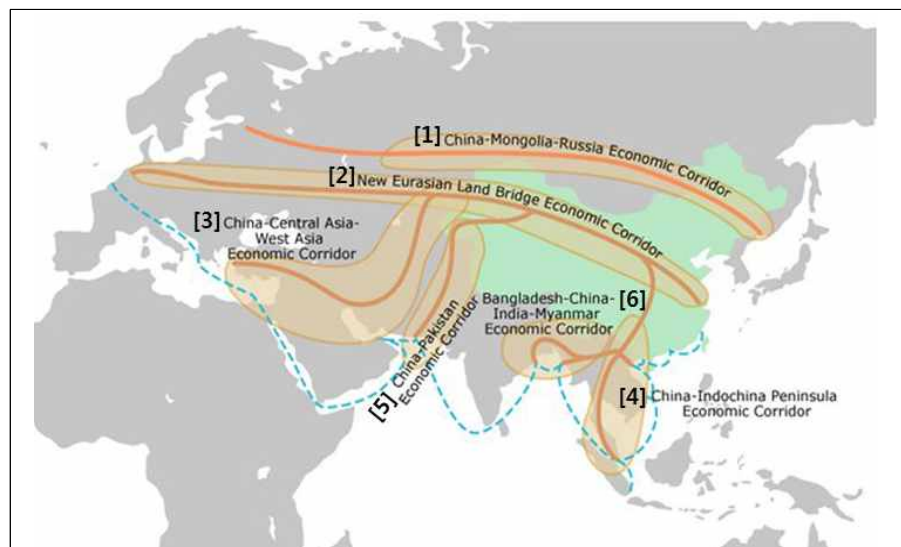 [1] China-Mongolia-Russia Economic Corridor
[2] New Eurasian Land Bridge Economic Corridor
[3] China-Central Asia-
West Asia
Economic Corridor
[6]
Bangladesh-China-
India-Myanmar
Economic Corridor
[5] China-Pakistan
Economic Corridor
[4] China-Indochina Peninsula
Economic Corridor